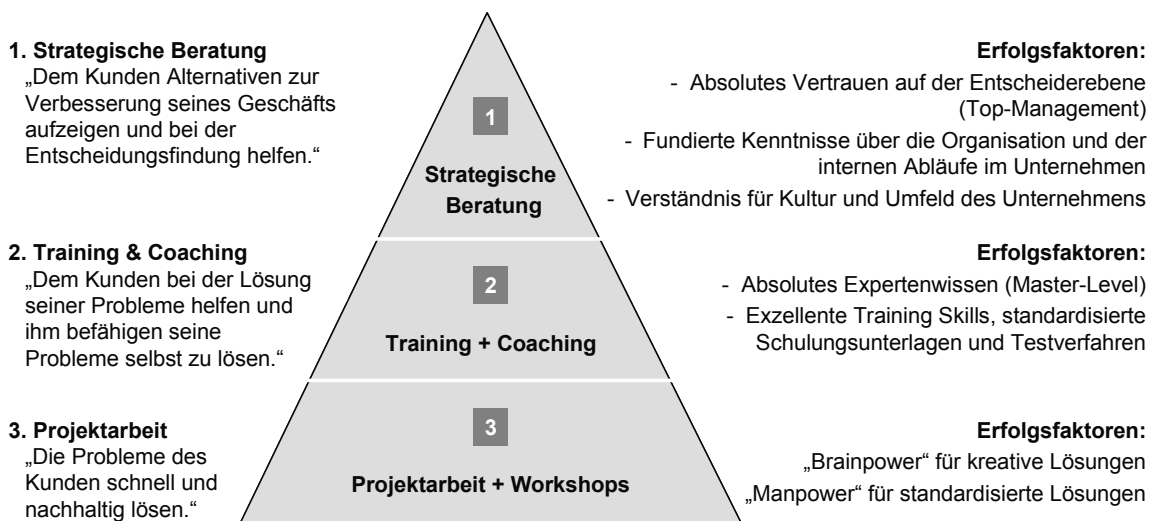 1. Strategische Beratung
„Dem Kunden Alternativen zur
Verbesserung seines Geschäfts
aufzeigen und bei der
Entscheidungsfindung helfen.“
1
Strategische
Beratung
Erfolgsfaktoren:
- Absolutes Vertrauen auf der Entscheiderebene
(Top-Management)
- Fundierte Kenntnisse über die Organisation und der
internen Abläufe im Unternehmen
- Verständnis für Kultur und Umfeld des Unternehmens
2. Training & Coaching
„Dem Kunden bei der Lösung
seiner Probleme helfen und
ihm befähigen seine
Probleme selbst zu lösen.“
2
Training + Coaching
Erfolgsfaktoren:
- Absolutes Expertenwissen (Master-Level)
- Exzellente Training Skills, standardisierte
Schulungsunterlagen und Testverfahren
3. Projektarbeit
„Die Probleme des
Kunden schnell und
nachhaltig lösen.“
3
Projektarbeit + Workshops
Erfolgsfaktoren:
„Brainpower“ für kreative Lösungen
„Manpower“ für standardisierte Lösungen